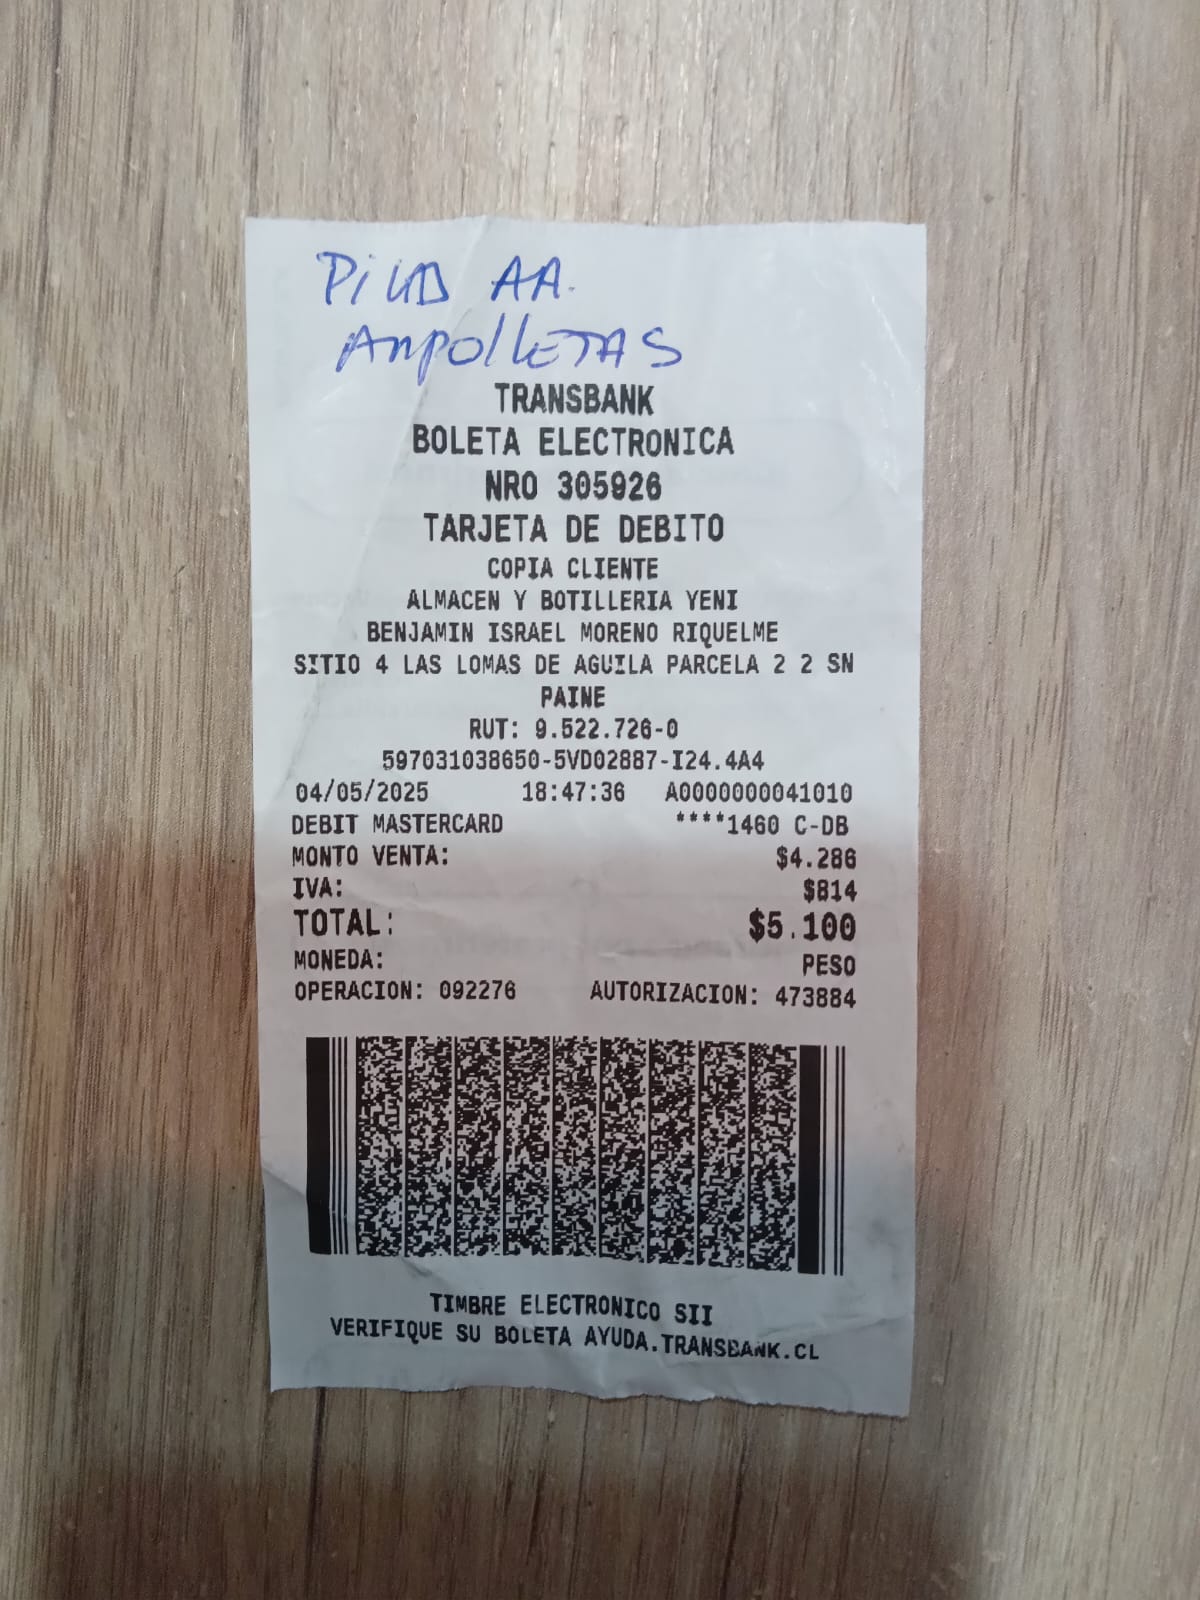 Pilas AA.
Ampolletas
TRANSBANK
BOLETA ELECTRONICA
NRO 305926
TARJETA DE DEBITO
COPIA CLIENTE
ALMACEN Y BOTILLERIA YENI
BENJAMIN ISRAEL MORENO RIQUELME
SITIO 4 LAS LOMAS DE AGUILA PARCELA 2 2 SN
PAINE
RUT: 9.522.726-0
597031038650-5VD02887-I24.4A4
04/05/2025 18:47:36 A0000000041010
DEBIT MASTERCARD ****1460 C-DB
MONTO VENTA: $4.286
IVA: $814
TOTAL: $5.100
MONEDA: PESO
OPERACION: 092276 AUTORIZACION: 473884
TIMBRE ELECTRONICO SII
VERIFIQUE SU BOLETA AYUDA.TRANSBANK.CL